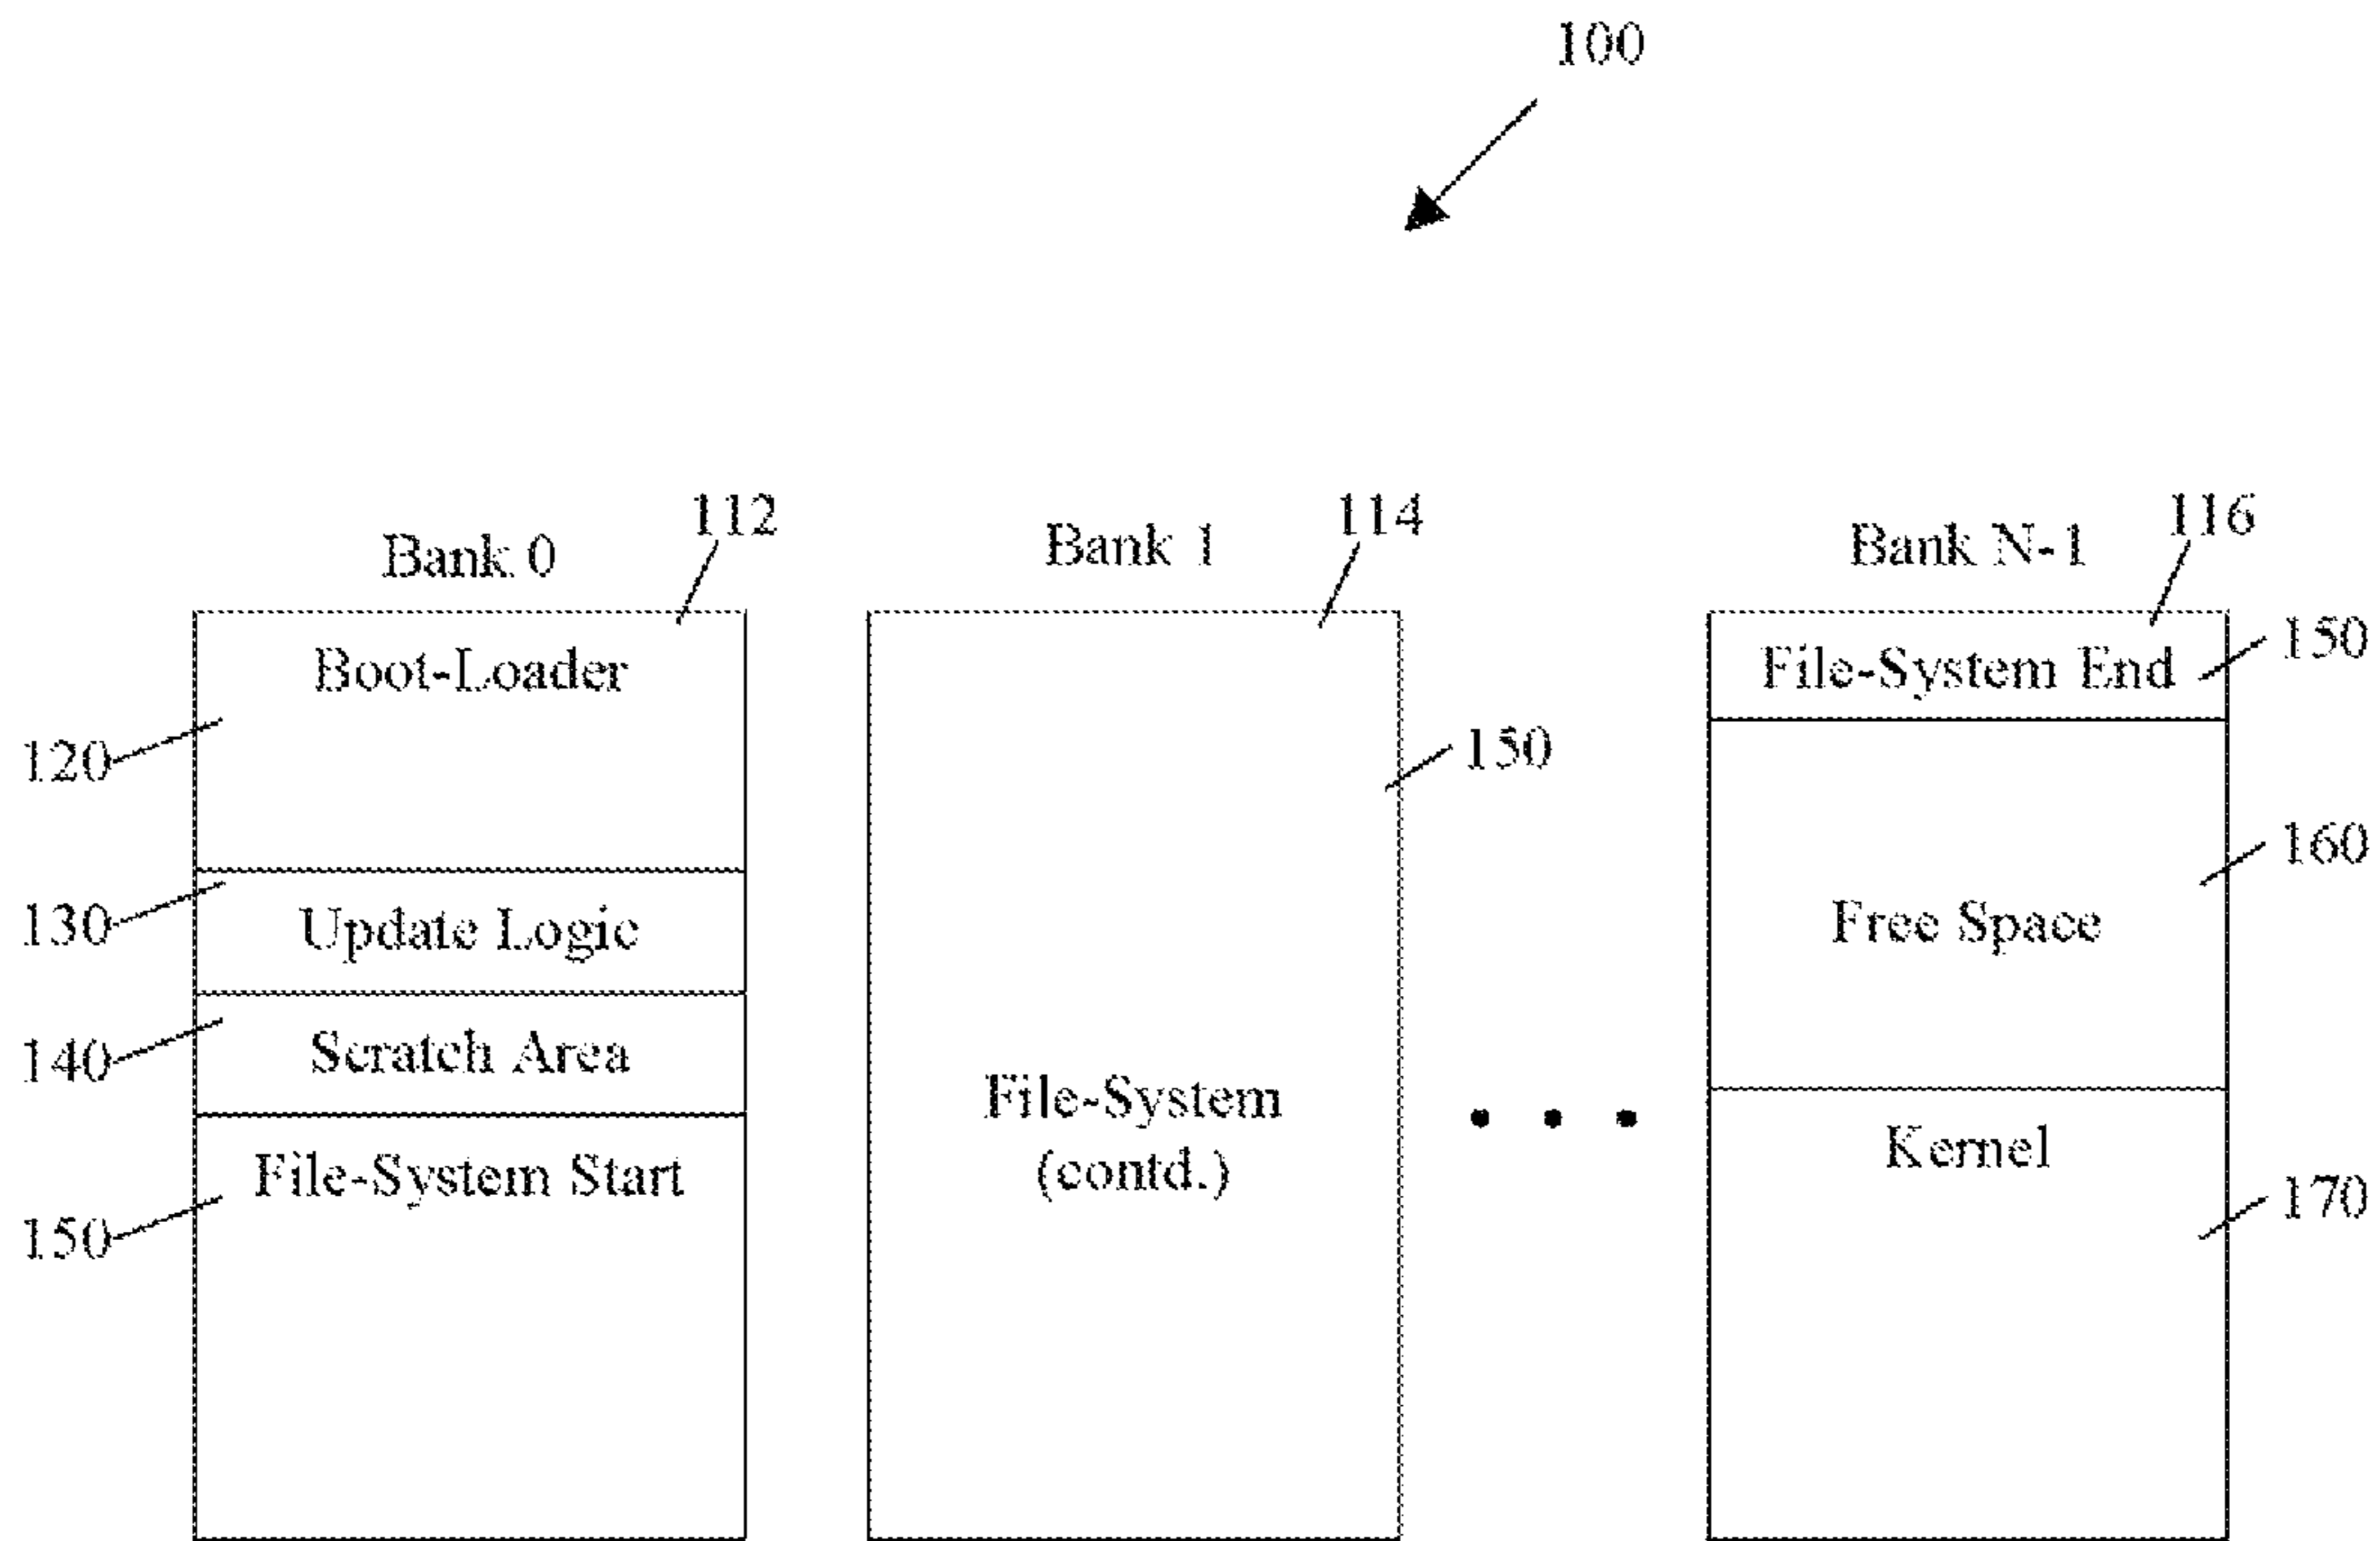 100
Bank 0
112
Bank 1
114
Bank N-1
116
Boot-Loader
120
Update Logic
130
Scratch Area
140
File-System Start
150
File-System
(contd.)
150
• • •
File-System End
150
Free Space
160
Kernel
170